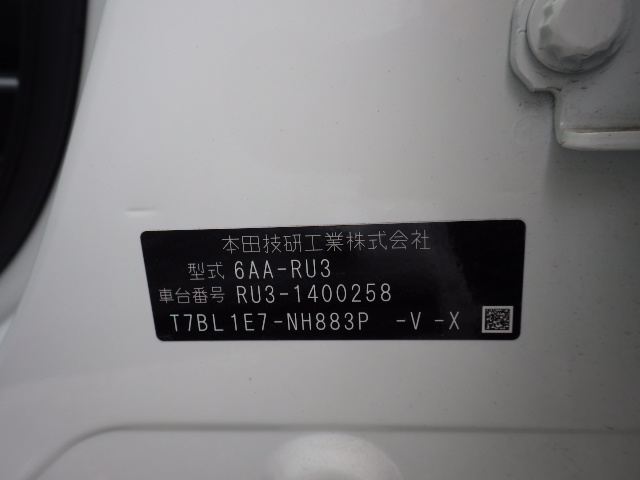 本田技研工業株式会社
型式 6AA-RU3
車台番号 RU3-1400258
T7BL1E7-NH883P -V -X